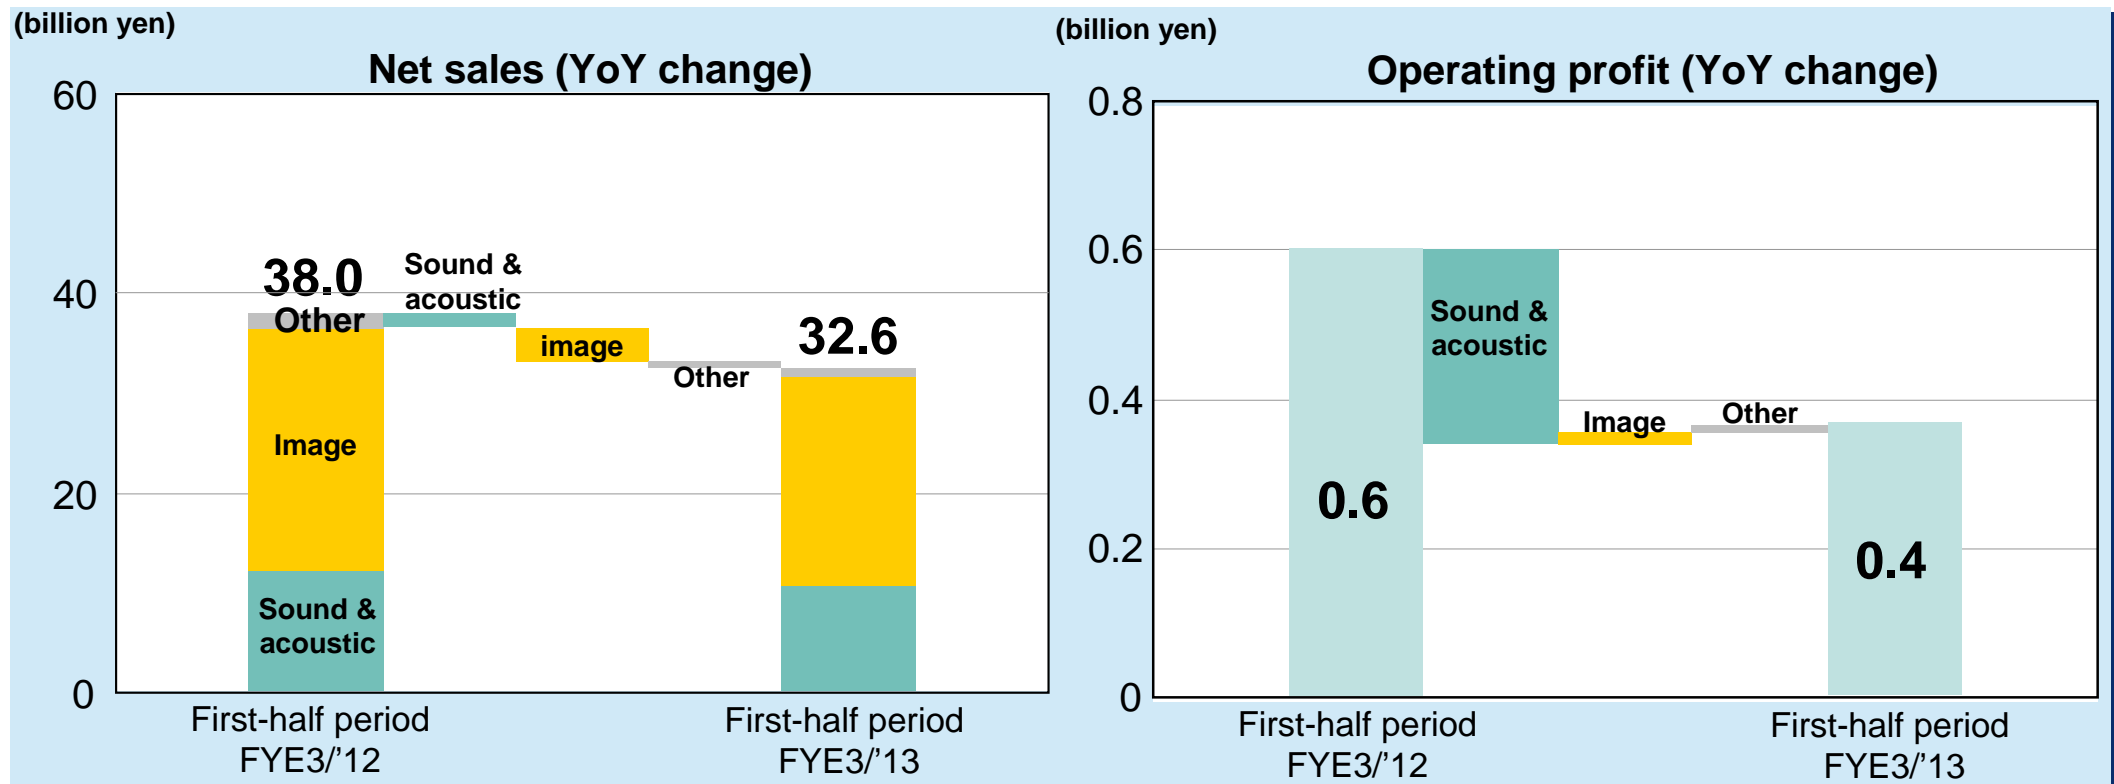 (billion yen)
Net sales (YoY change)
60
40
20
0
38.0
Other
Image
Sound &
acoustic
Sound &
acoustic
image
Other
32.6
First-half period
FYE3/’12
First-half period
FYE3/’13
(billion yen)
Operating profit (YoY change)
0.8
0.6
0.4
0.2
0
0.6
Sound &
acoustic
Image
Other
0.4
First-half period
FYE3/’12
First-half period
FYE3/’13